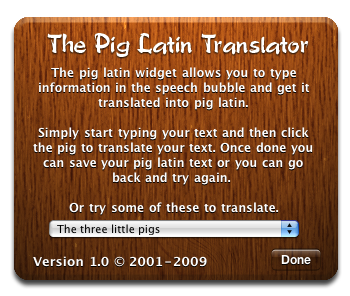 The Pig Latin Translator
The pig latin widget allows you to type
information in the speech bubble and get it
translated into pig latin.
Simply start typing your text and then click
the pig to translate your text. Once done you
can save your pig latin text or you can go
back and try again.
Or try some of these to translate.
The three little pigs
Version 1.0 © 2001-2009
Done